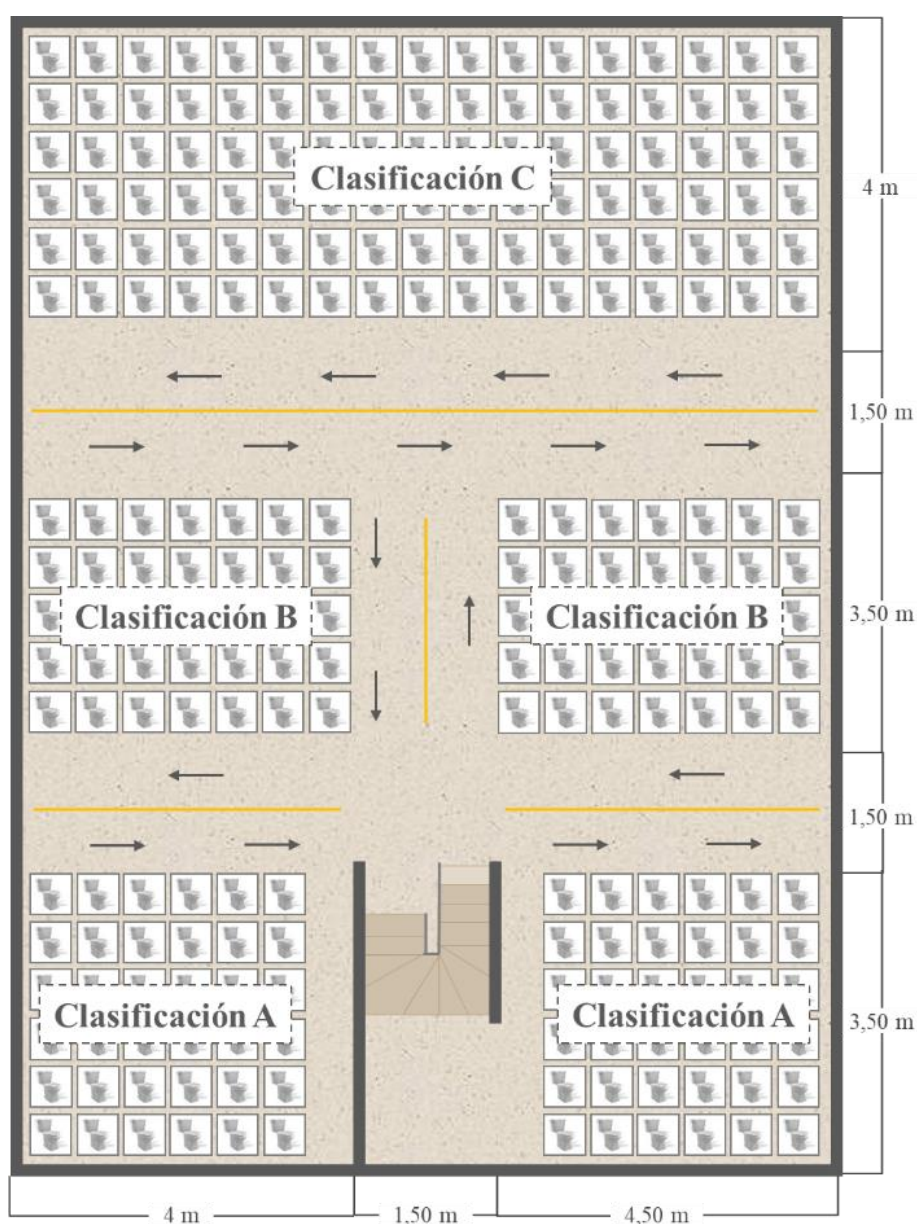 Clasificación C
4 m
1,50 m
Clasificación B
Clasificación B
3,50 m
1,50 m
Clasificación A
Clasificación A
3,50 m
4 m
1,50 m
4,50 m